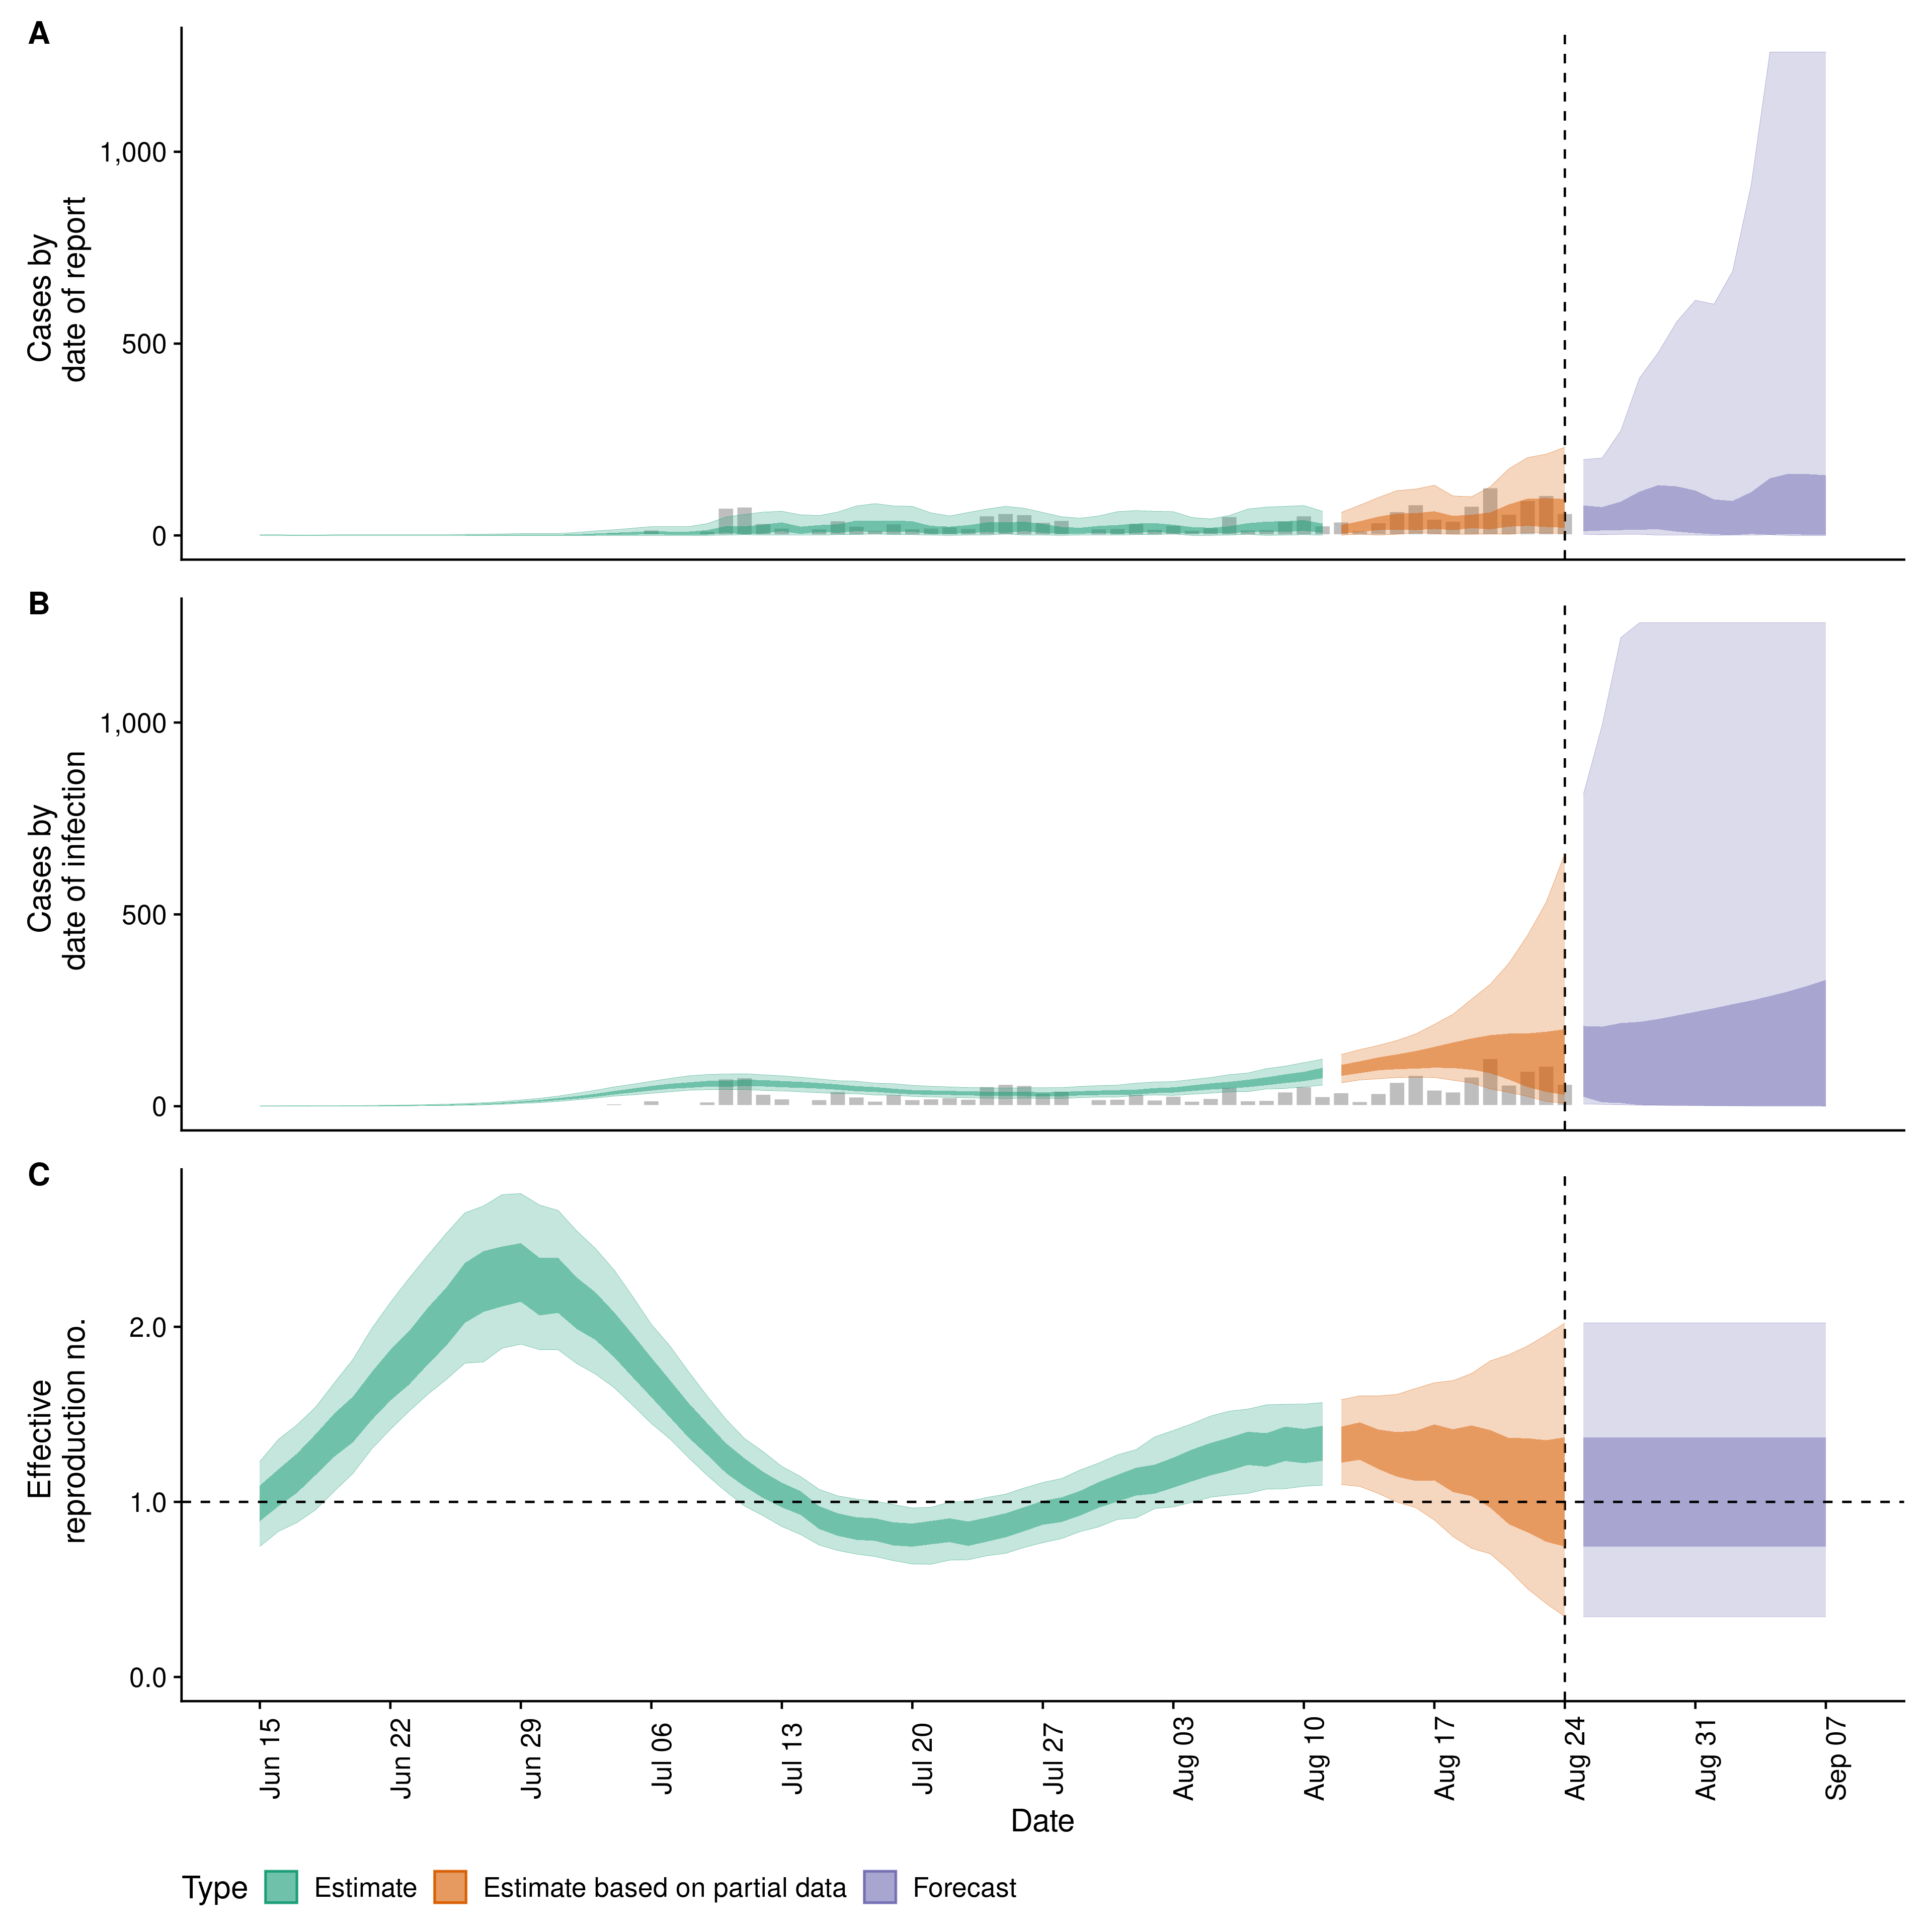 A
Cases by
date of report
1,000
500
0
B
Cases by
date of infection
1,000
500
0
C
Effective
reproduction no.
2.0
1.0
0.0
Jun 15
Jun 22
Jun 29
Jul 06
Jul 13
Jul 20
Jul 27
Aug 03
Aug 10
Aug 17
Aug 24
Aug 31
Sep 07
Date
Type Estimate Estimate based on partial data Forecast